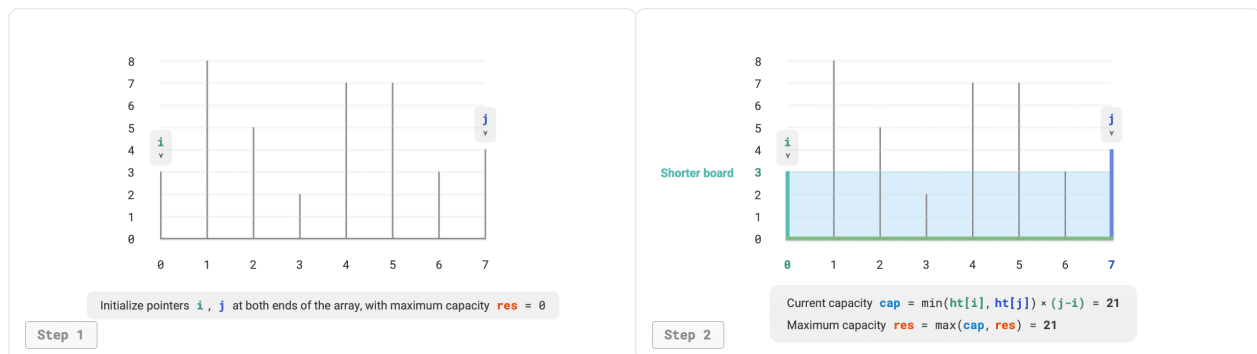 8
7
6
5
4
3
2
1
0
i
j
0 1 2 3 4 5 6 7
Initialize pointers i , j at both ends of the array, with maximum capacity res = 0
Step 1
8
7
6
5
4
Shorter board 3
2
1
0
i
j
0 1 2 3 4 5 6 7
Current capacity cap = min(ht[i], ht[j]) × (j-i) = 21
Maximum capacity res = max(cap, res) = 21
Step 2